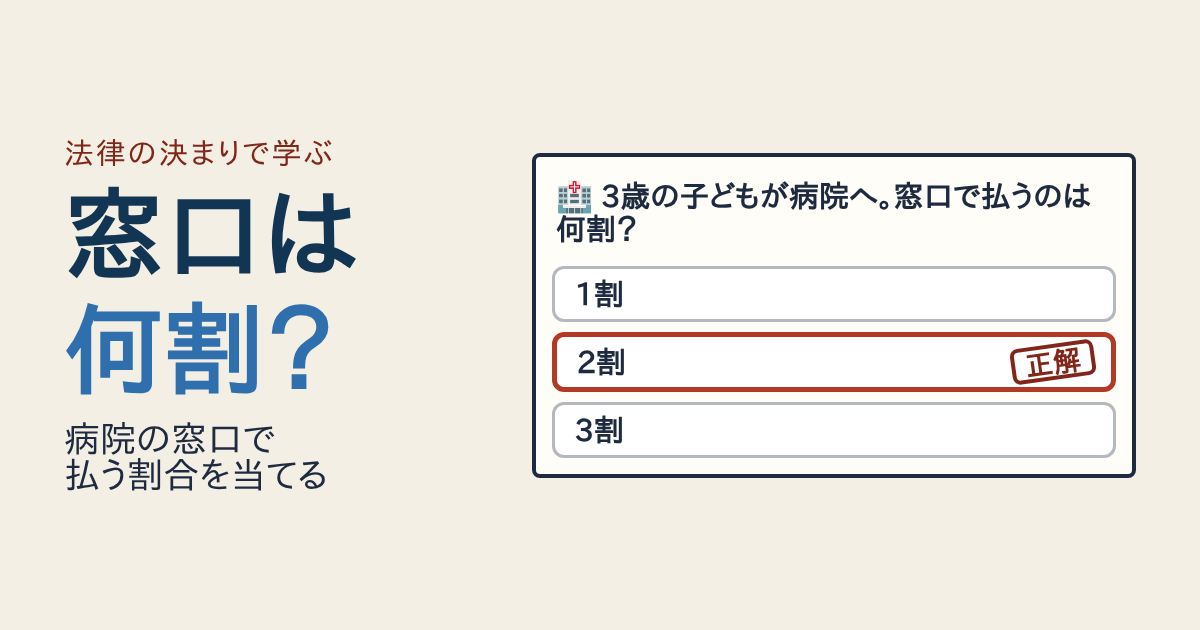 法律の決まりで学ぶ
窓口は
何割?
病院の窓口で
払う割合を当てる
🏥 3歳の子どもが病院へ。窓口で払うのは
何割?
1割
2割
正解
3割